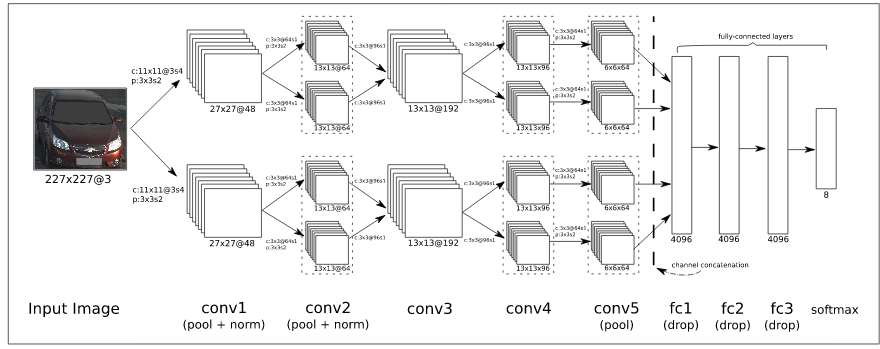 fully-connected layers
c:11x11@3s4
p:3x3s2
27x27@48
c:3x3@64s1
p:3x3s2
c:3x3@64s1
p:3x3s2
13x13@64
13x13@64
c:3x3@96s1
c:3x3@96s1
13x13@192
c:3x3@96s1
c:3x3@96s1
13x13x96
13x13x96
c:3x3@64s1
p:3x3s2
c:3x3@64s1
p:3x3s2
6x6x64
6x6x64
227x227@3
c:11x11@3s4
p:3x3s2
27x27@48
c:3x3@64s1
p:3x3s2
c:3x3@64s1
p:3x3s2
13x13@64
13x13@64
c:3x3@96s1
c:3x3@96s1
13x13@192
c:3x3@96s1
c:3x3@96s1
13x13x96
13x13x96
c:3x3@64s1
p:3x3s2
c:3x3@64s1
p:3x3s2
6x6x64
6x6x64
4096
4096
4096
8
channel concatenation
Input Image
conv1
(pool + norm)
conv2
(pool + norm)
conv3
conv4
conv5
(pool)
fc1
(drop)
fc2
(drop)
fc3
(drop)
softmax